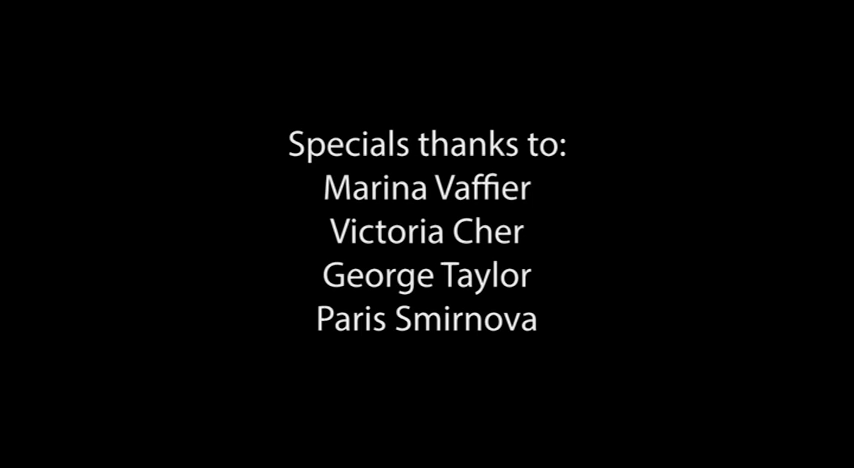 Specials thanks to:
Marina Vaffier
Victoria Cher
George Taylor
Paris Smirnova